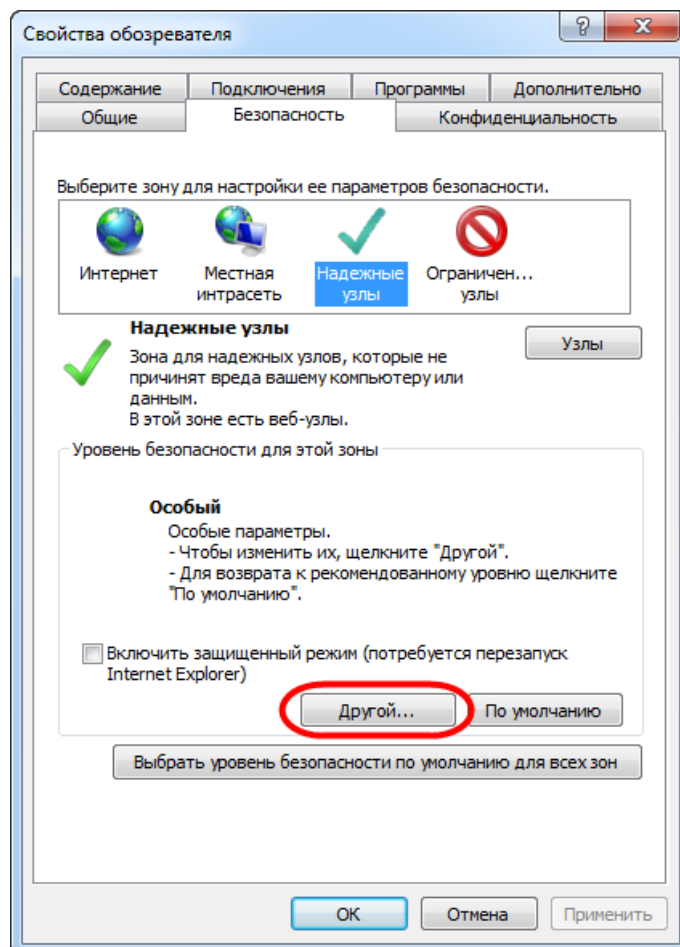 Свойства обозревателя
Содержание Подключения Программы Дополнительно
Общие Безопасность Конфиденциальность
Выберите зону для настройки ее параметров безопасности.
Интернет Местная интрасеть Надежные узлы Ограничен... узлы
Надежные узлы
Узлы
Зона для надежных узлов, которые не
причинят вреда вашему компьютеру или
данным.
В этой зоне есть веб-узлы.
Уровень безопасности для этой зоны
Особый
Особые параметры.
- Чтобы изменить их, щелкните "Другой".
- Для возврата к рекомендованному уровню щелкните
"По умолчанию".
Включить защищенный режим (потребуется перезапуск
Internet Explorer)
Другой... По умолчанию
Выбрать уровень безопасности по умолчанию для всех зон
ОК Отмена Применить